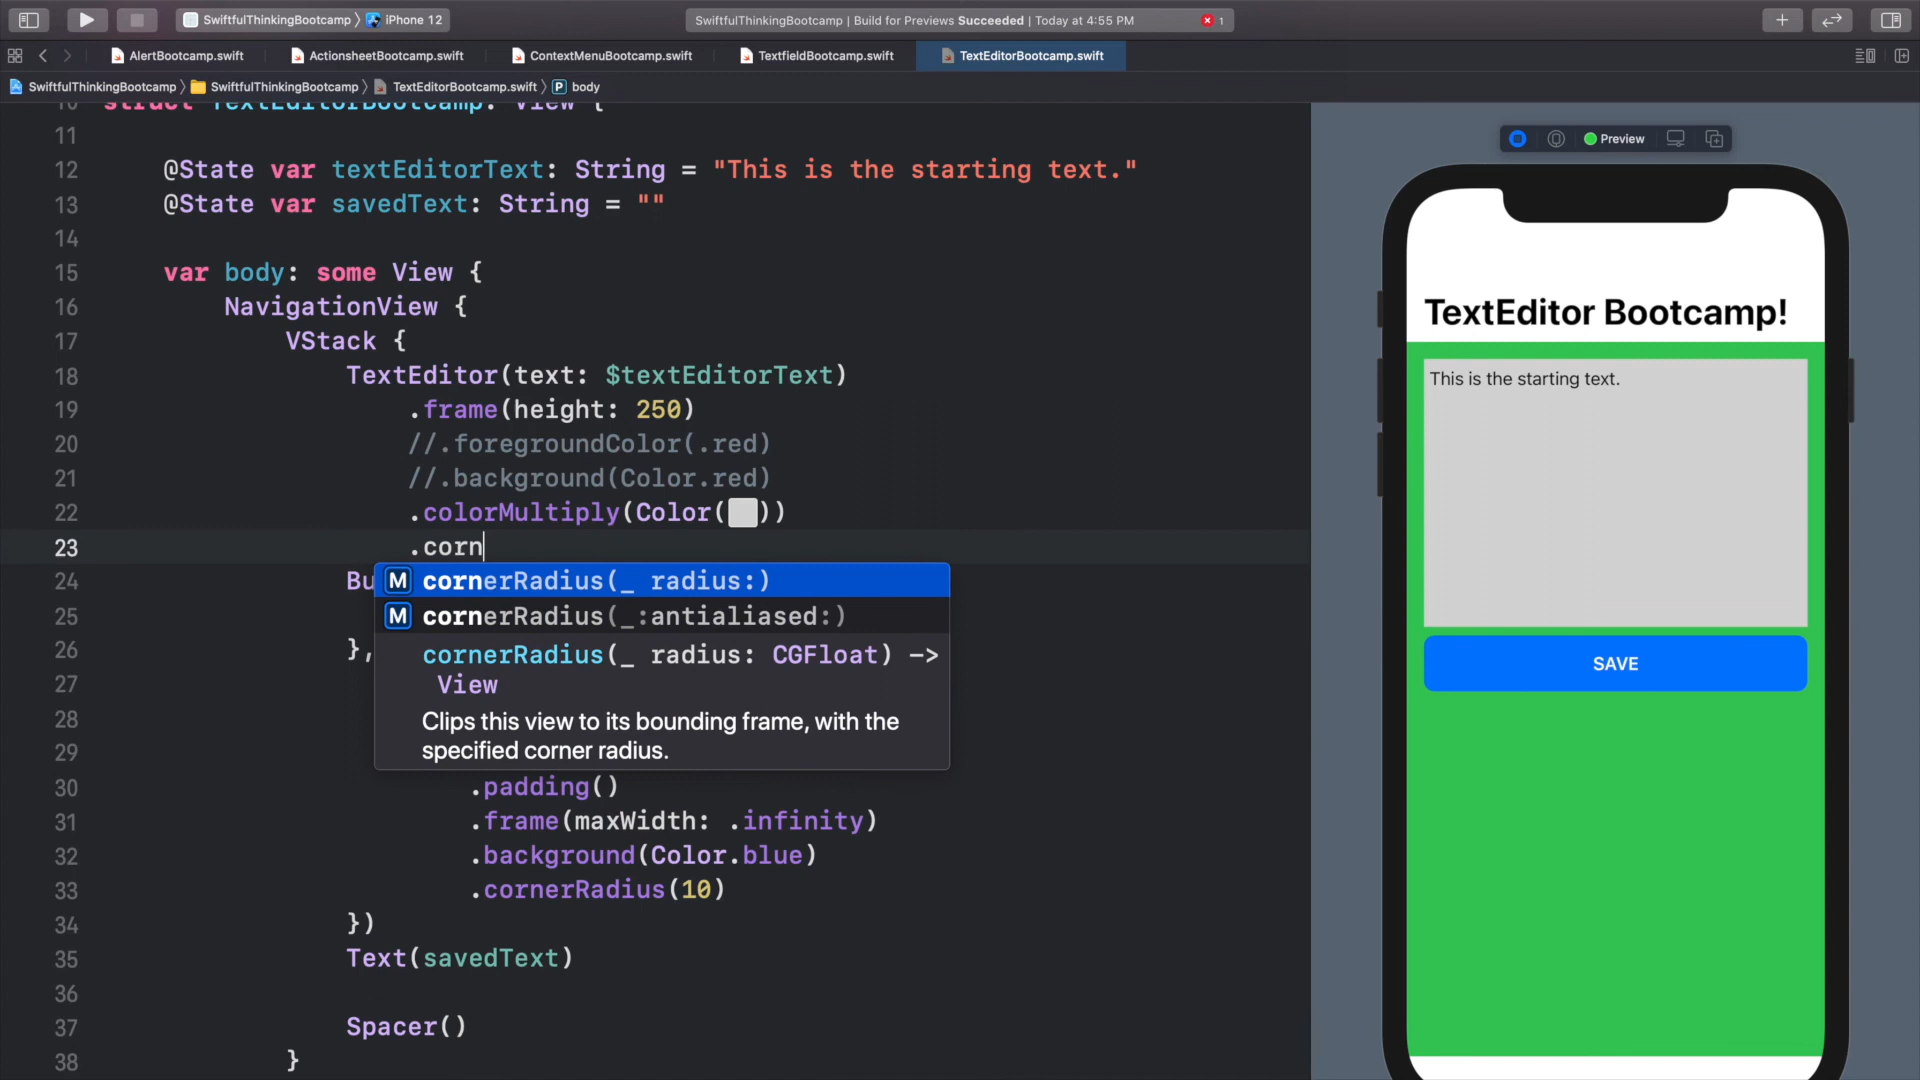 SwiftfulThinkingBootcamp 〉 iPhone 12
SwiftfulThinkingBootcamp | Build for Previews Succeeded | Today at 4:55 PM
1
AlertBootcamp.swift
ActionsheetBootcamp.swift
ContextMenuBootcamp.swift
TextfieldBootcamp.swift
TextEditorBootcamp.swift
SwiftfulThinkingBootcamp 〉 SwiftfulThinkingBootcamp 〉 TextEditorBootcamp.swift 〉 P body
10 struct TextEditorBootcamp: View {
11
12 @State var textEditorText: String = "This is the starting text."
13 @State var savedText: String = ""
14
15 var body: some View {
16 NavigationView {
17 VStack {
18 TextEditor(text: $textEditorText)
19 .frame(height: 250)
20 //.foregroundColor(.red)
21 //.background(Color.red)
22 .colorMultiply(Color( ))
23 .corn
24 Bu
M cornerRadius(_ radius:)
25
M cornerRadius(_:antialiased:)
26 },
cornerRadius(_ radius: CGFloat) ->
27
View
28
Clips this view to its bounding frame, with the
29
specified corner radius.
30 .padding()
31 .frame(maxWidth: .infinity)
32 .background(Color.blue)
33 .cornerRadius(10)
34 })
35 Text(savedText)
36
37 Spacer()
38 }
Preview
TextEditor Bootcamp!
This is the starting text.
SAVE